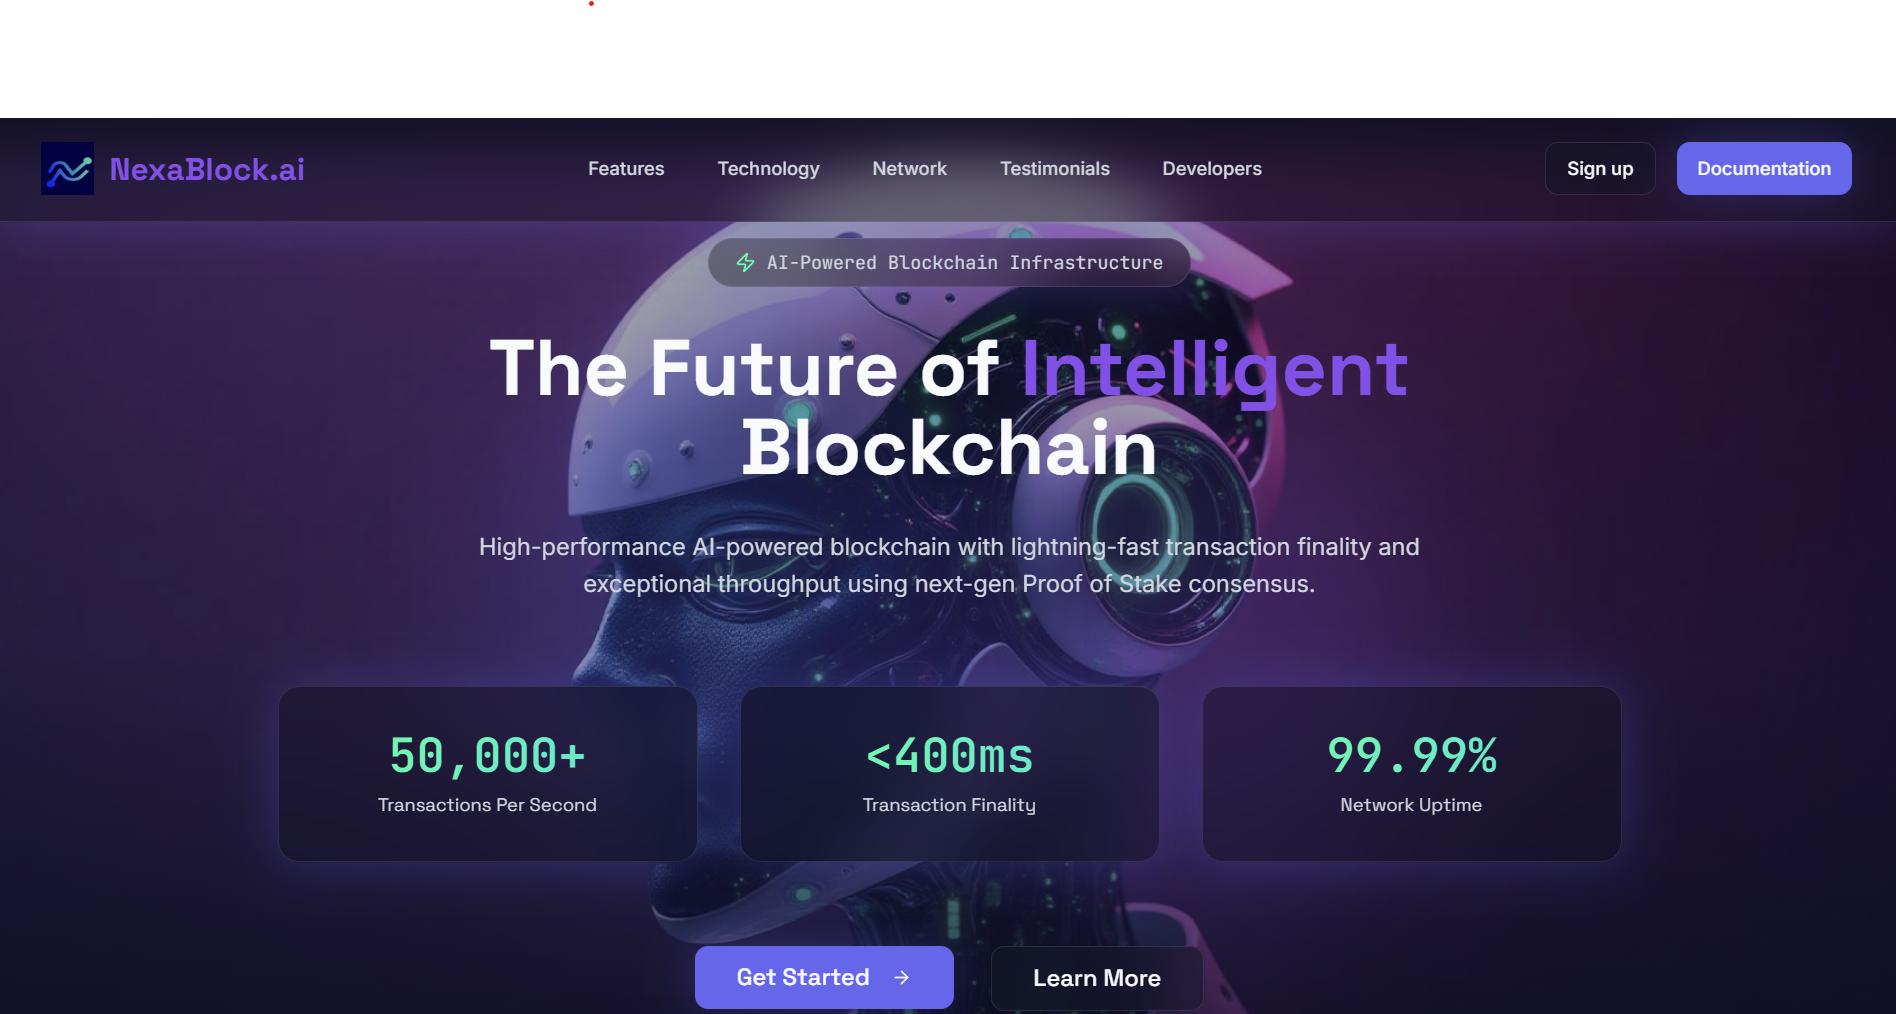 NexaBlock.ai
Features
Technology
Network
Testimonials
Developers
Sign up
Documentation
AI-Powered Blockchain Infrastructure
The Future of Intelligent
Blockchain
High-performance AI-powered blockchain with lightning-fast transaction finality and
exceptional throughput using next-gen Proof of Stake consensus.
50,000+
Transactions Per Second
<400ms
Transaction Finality
99.99%
Network Uptime
Get Started →
Learn More